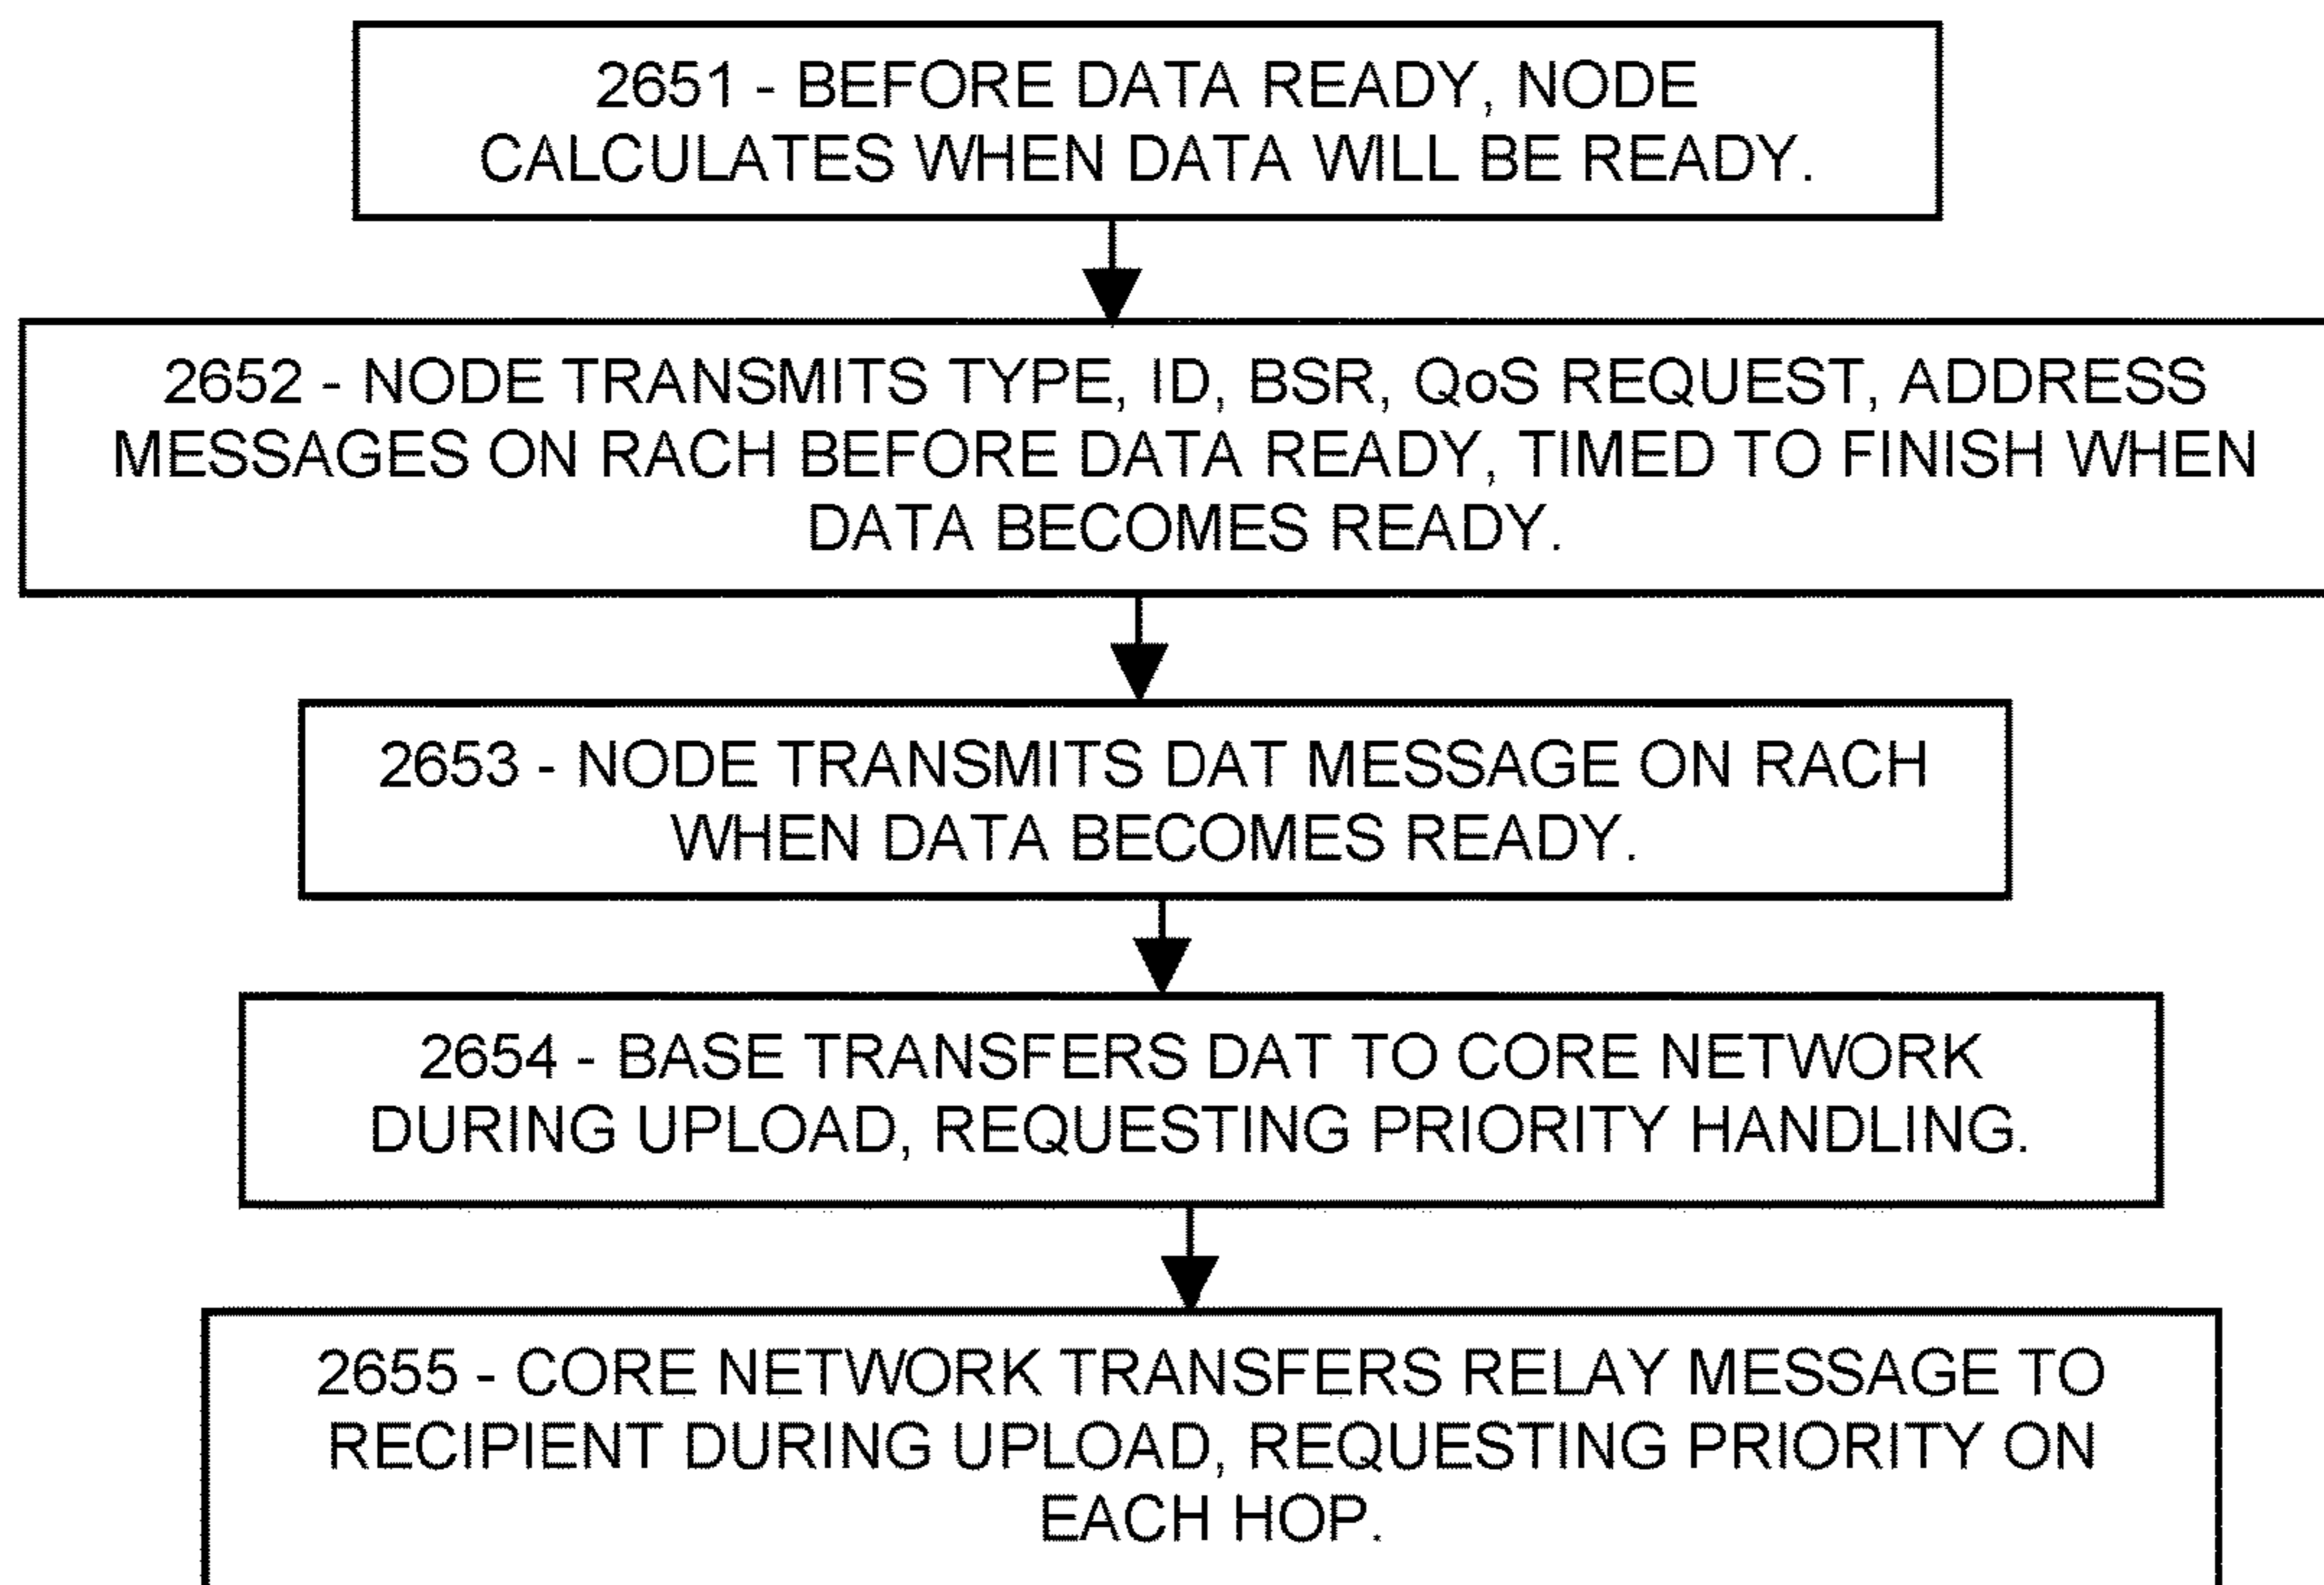 2651 - BEFORE DATA READY, NODE
CALCULATES WHEN DATA WILL BE READY.
2652 - NODE TRANSMITS TYPE, ID, BSR, QoS REQUEST, ADDRESS
MESSAGES ON RACH BEFORE DATA READY, TIMED TO FINISH WHEN
DATA BECOMES READY.
2653 - NODE TRANSMITS DAT MESSAGE ON RACH
WHEN DATA BECOMES READY.
2654 - BASE TRANSFERS DAT TO CORE NETWORK
DURING UPLOAD, REQUESTING PRIORITY HANDLING.
2655 - CORE NETWORK TRANSFERS RELAY MESSAGE TO
RECIPIENT DURING UPLOAD, REQUESTING PRIORITY ON
EACH HOP.